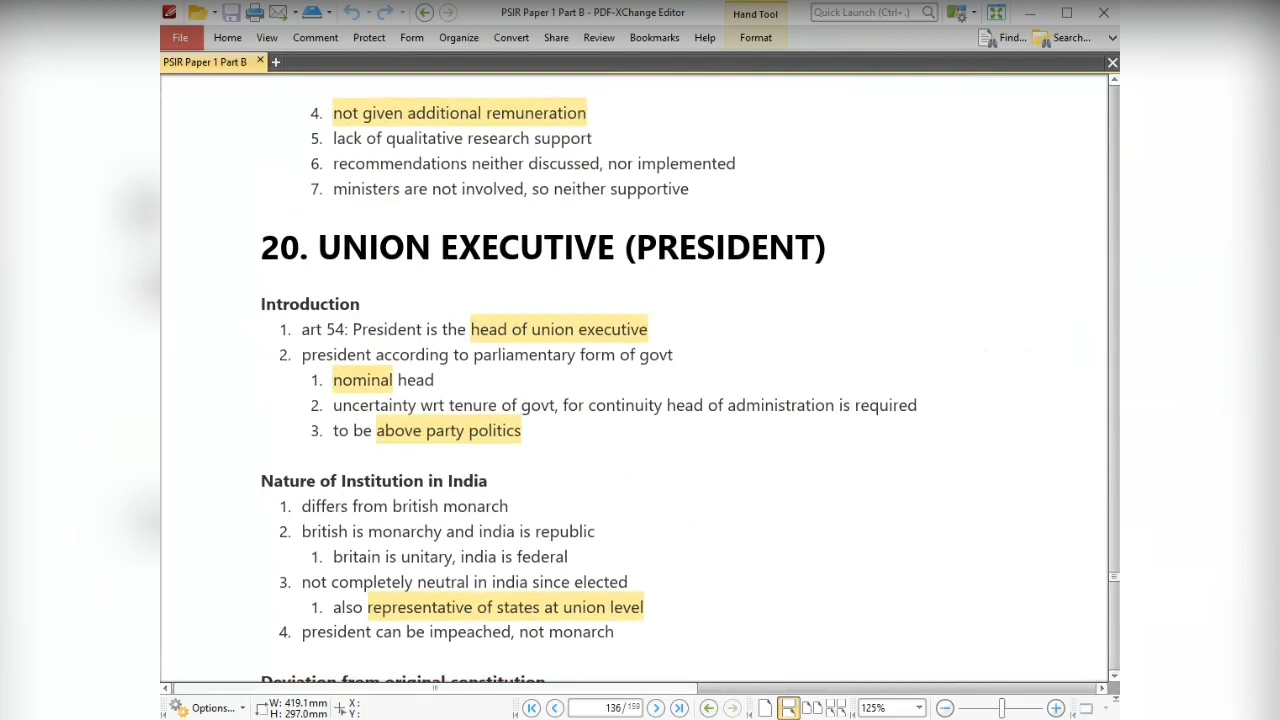 PSIR Paper 1 Part B - PDF-XChange Editor
Hand Tool
Quick Launch (Ctrl+.)
File Home View Comment Protect Form Organize Convert Share Review Bookmarks Help Format Find... Search...
PSIR Paper 1 Part B
4. not given additional remuneration
5. lack of qualitative research support
6. recommendations neither discussed, nor implemented
7. ministers are not involved, so neither supportive
20. UNION EXECUTIVE (PRESIDENT)
Introduction
1. art 54: President is the head of union executive
2. president according to parliamentary form of govt
1. nominal head
2. uncertainty wrt tenure of govt, for continuity head of administration is required
3. to be above party politics
Nature of Institution in India
1. differs from british monarch
2. british is monarchy and india is republic
1. britain is unitary, india is federal
3. not completely neutral in india since elected
1. also representative of states at union level
4. president can be impeached, not monarch
Deviation from original constitution
Options... W: 419.1mm X: 136 / 159 125%
H: 297.0mm Y: